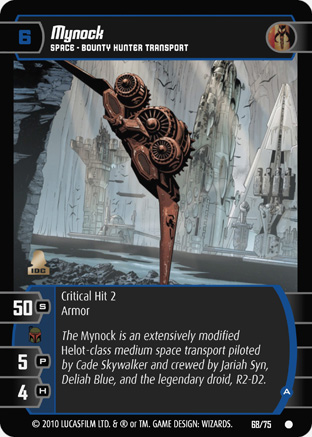 6 Mynock
SPACE - BOUNTY HUNTER TRANSPORT
IDC
50 S
Critical Hit 2
Armor
The Mynock is an extensively modified
Helot-class medium space transport piloted
by Cade Skywalker and crewed by Jariah Syn,
Deliah Blue, and the legendary droid, R2-D2.
5 P
4 H
A
© 2010 LUCASFILM LTD. & ® or TM. GAME DESIGN: WIZARDS. 68/75